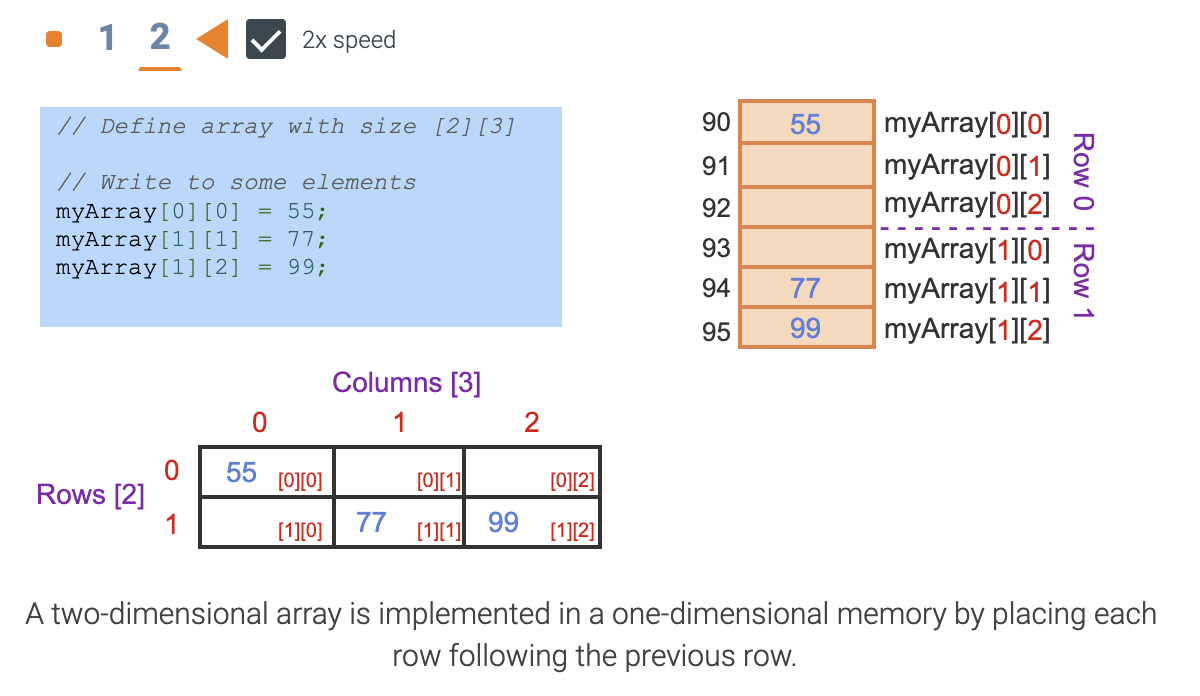 1 2 2x speed
// Define array with size [2][3]
// Write to some elements
myArray[0][0] = 55;
myArray[1][1] = 77;
myArray[1][2] = 99;
90 55 myArray[0][0]
91 myArray[0][1]
92 myArray[0][2]
Row 0
93 myArray[1][0]
94 77 myArray[1][1]
95 99 myArray[1][2]
Row 1
Columns [3]
0 1 2
Rows [2]
0 55 [0][0] [0][1] [0][2]
1 [1][0] 77 [1][1] 99 [1][2]
A two-dimensional array is implemented in a one-dimensional memory by placing each
row following the previous row.